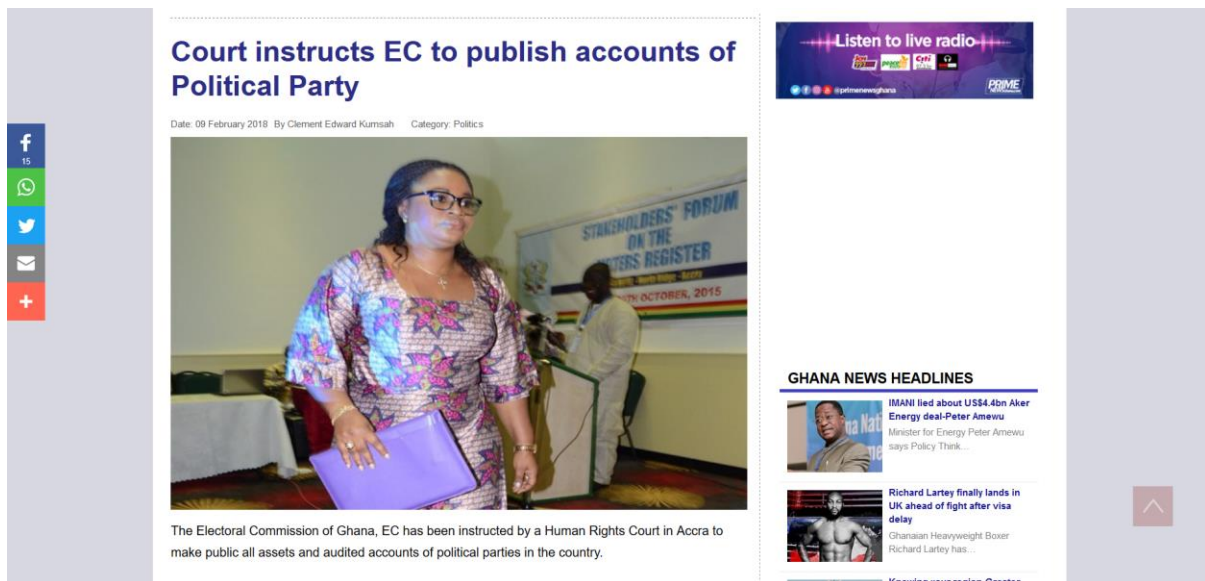 Court instructs EC to publish accounts of
Political Party
Date: 09 February 2018 By Clement Edward Kumsah Category: Politics
f
15
STAKEHOLDERS' FORUM
ON THE
REGISTER
OCTOBER, 2015
The Electoral Commission of Ghana, EC has been instructed by a Human Rights Court in Accra to
make public all assets and audited accounts of political parties in the country.
Listen to live radio
peace
Citi
@primenewsghana
PRIME
GHANA NEWS HEADLINES
IMANI lied about US$4.4bn Aker
Energy deal-Peter Amewu
Minister for Energy Peter Amewu
says Policy Think...
Richard Lartey finally lands in
UK ahead of fight after visa
delay
Ghanaian Heavyweight Boxer
Richard Lartey has...